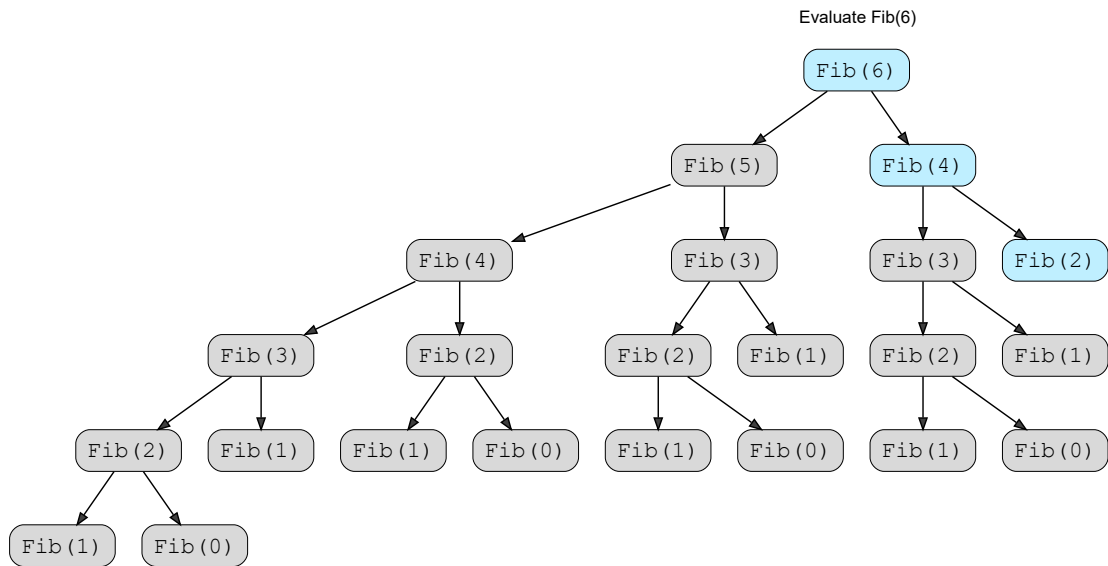 Evaluate Fib(6)
Fib(6)
Fib(5) Fib(4)
Fib(4) Fib(3) Fib(3) Fib(2)
Fib(3) Fib(2) Fib(2) Fib(1) Fib(2) Fib(1)
Fib(2) Fib(1) Fib(1) Fib(0) Fib(1) Fib(0) Fib(1) Fib(0)
Fib(1) Fib(0)